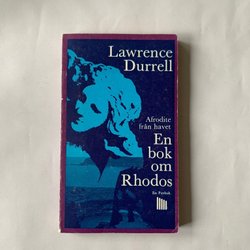 Lawrence
Durrell
Afrodite
från havet
En
bok
om
Rhodos
En Panbok